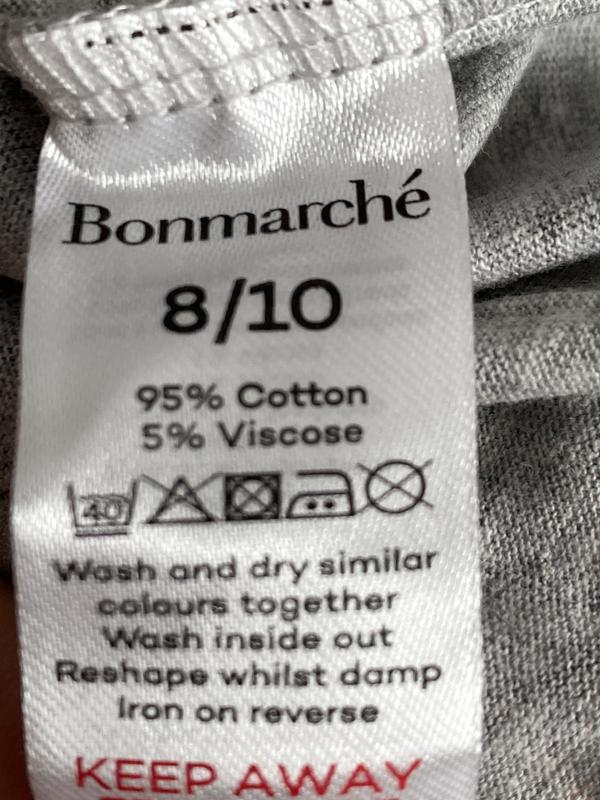 Bonmarché
8/10
95% Cotton
5% Viscose
40
Wash and dry similar
colours together
Wash inside out
Reshape whilst damp
Iron on reverse
KEEP AWAY